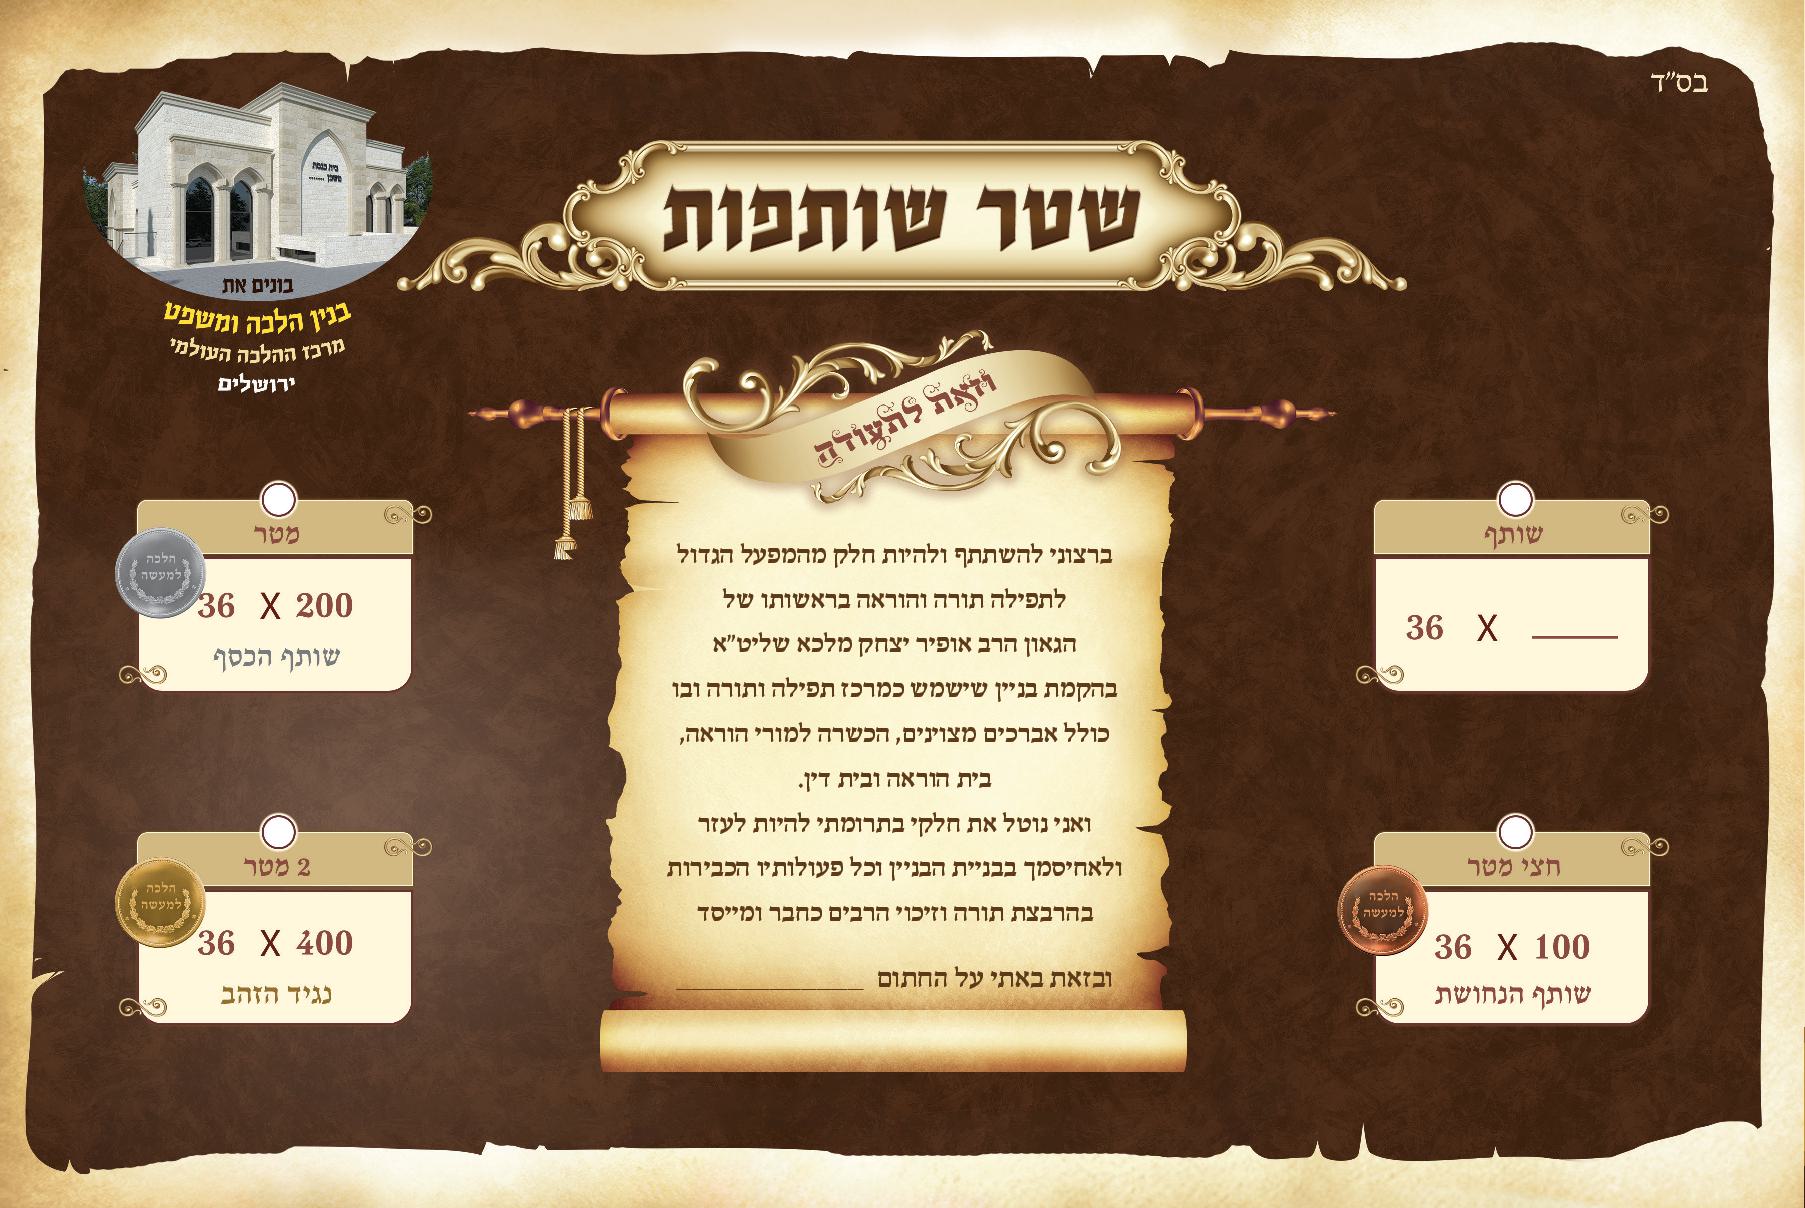 בס"ד
שטר שותפות
בית כנסת
משכן ........
בונים את
בנין הלכה ומשפט
מרכז ההלכה העולמי
ירושלים
וזאת לתעודה
ברצוני להשתתף ולהיות חלק מהמפעל הגדול
לתפילה תורה והוראה בראשותו של
הגאון הרב אופיר יצחק מלכא שליט"א
בהקמת בניין שישמש כמרכז תפילה ותורה ובו
כולל אברכים מצוינים, הכשרה למורי הוראה,
בית הוראה ובית דין.
ואני נוטל את חלקי בתרומתי להיות לעזר
ולאחיסמך בבניית הבניין וכל פעולותיו הכבירות
בהרבצת תורה וזיכוי הרבים כחבר ומייסד
ובזאת באתי על החתום ______________
שותף
36 X _____
חצי מטר
הלכה
למעשה
36 X 100
שותף הנחושת
מטר
הלכה
למעשה
36 X 200
שותף הכסף
2 מטר
הלכה
למעשה
36 X 400
נגיד הזהב